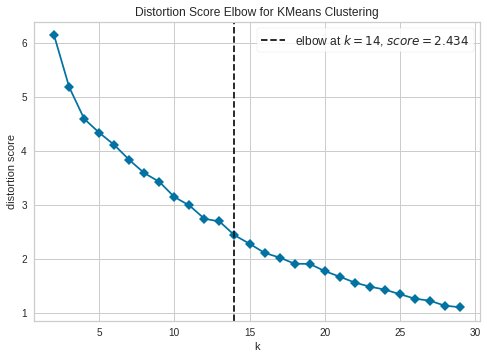 Distortion Score Elbow for KMeans Clustering
elbow at k = 14, score = 2.434
distortion score
6
5
4
3
2
1
5 10 15 20 25 30
k